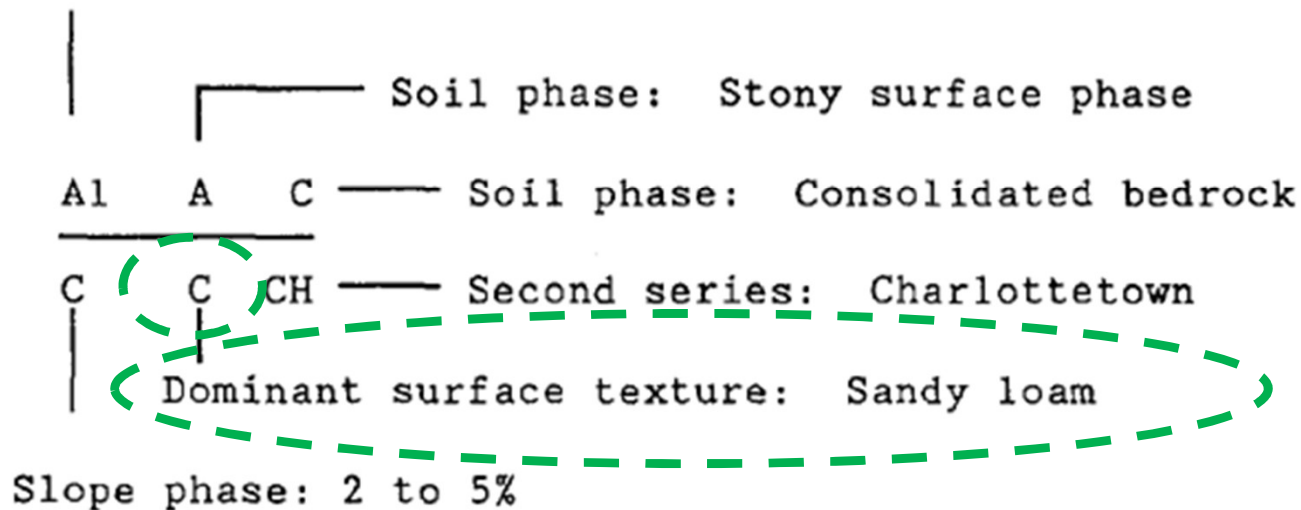 Soil phase: Stony surface phase
Al A C Soil phase: Consolidated bedrock
C C CH Second series: Charlottetown
Dominant surface texture: Sandy loam
Slope phase: 2 to 5%